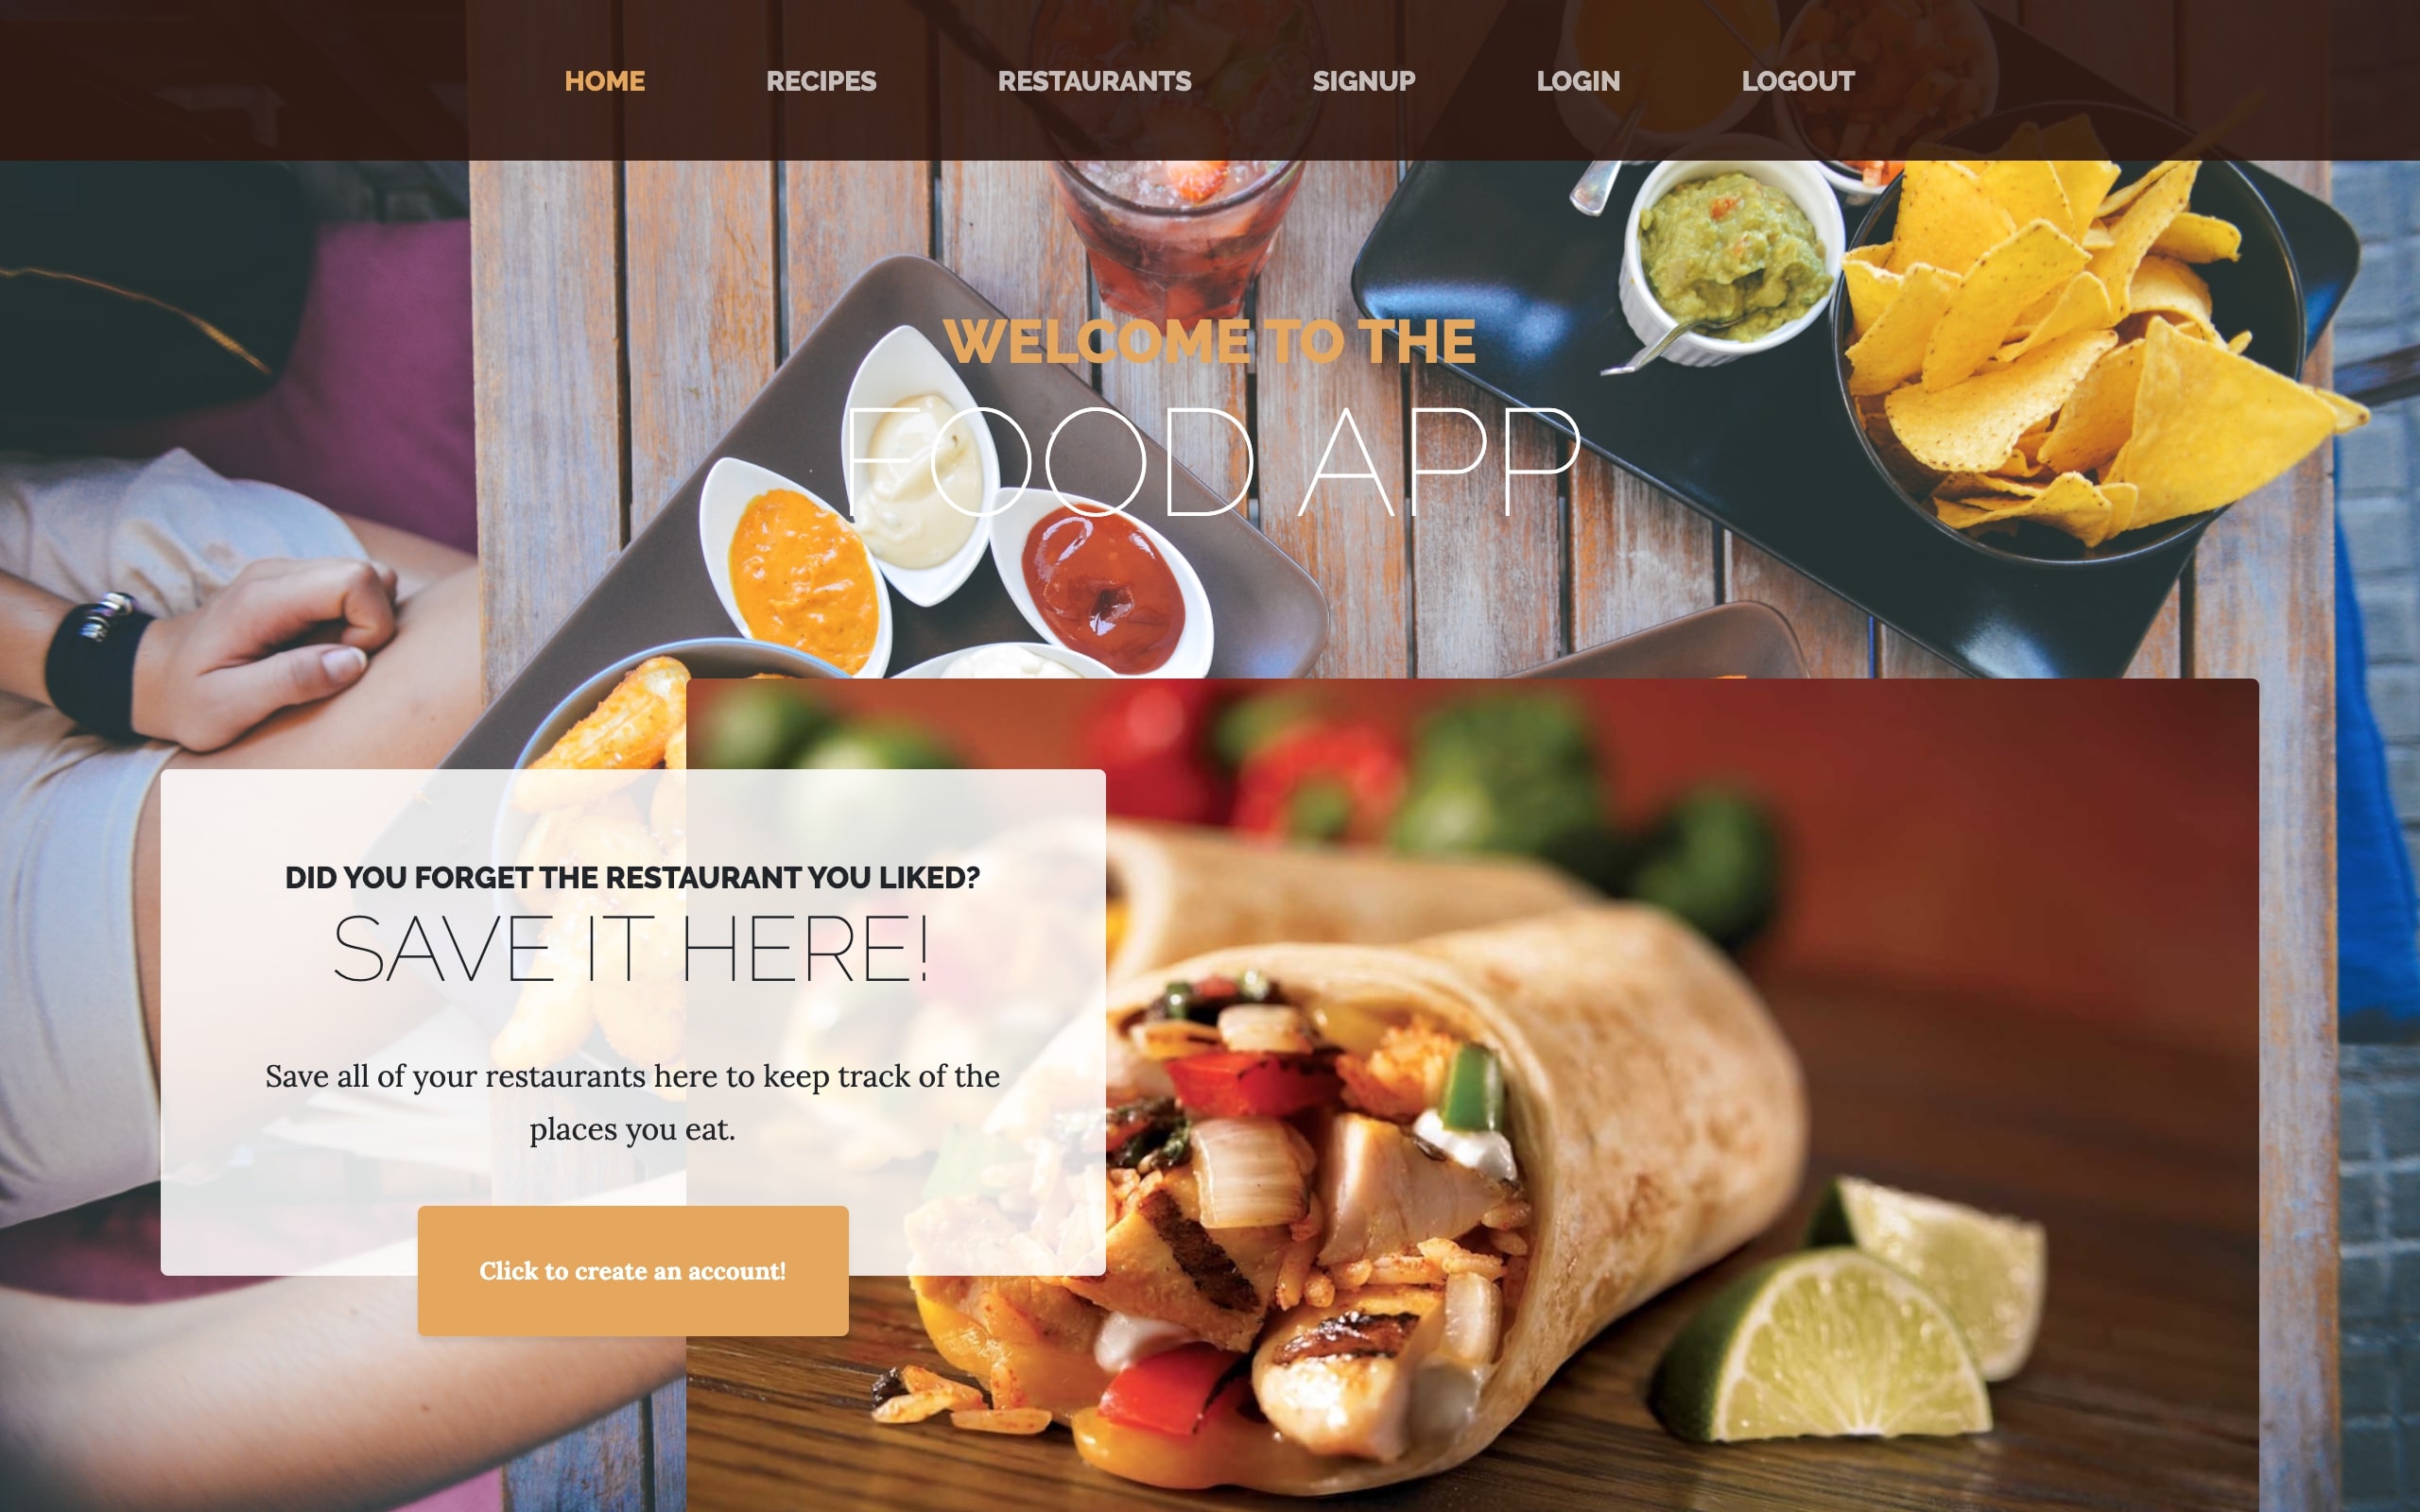 HOME RECIPES RESTAURANTS SIGNUP LOGIN LOGOUT
WELCOME TO THE
FOOD APP
DID YOU FORGET THE RESTAURANT YOU LIKED?
SAVE IT HERE!
Save all of your restaurants here to keep track of the
places you eat.
Click to create an account!